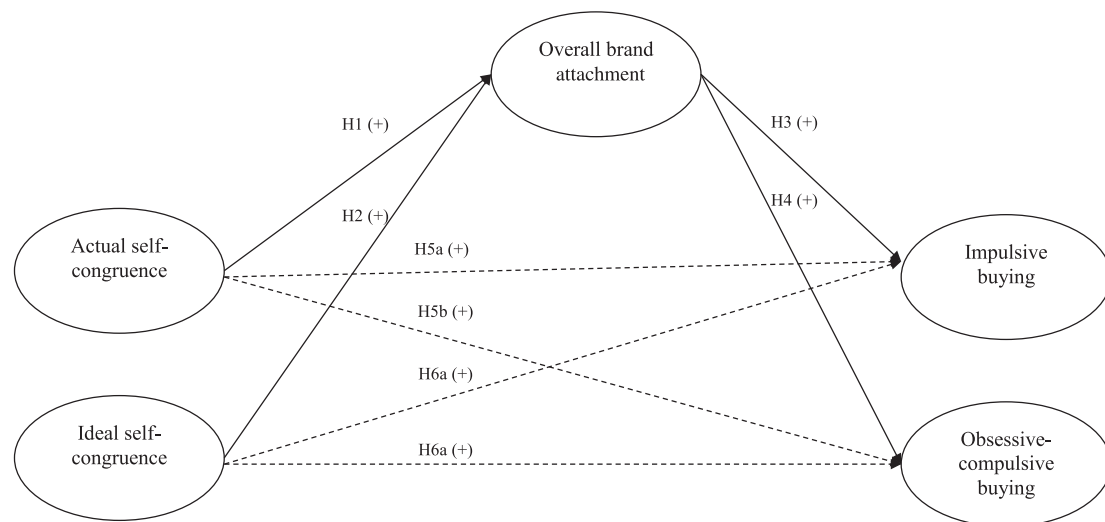 Overall brand
attachment
H1 (+)
H3 (+)
H2 (+)
H4 (+)
Actual self-
congruence
H5a (+)
Impulsive
buying
H5b (+)
H6a (+)
Ideal self-
congruence
H6a (+)
Obsessive-
compulsive
buying